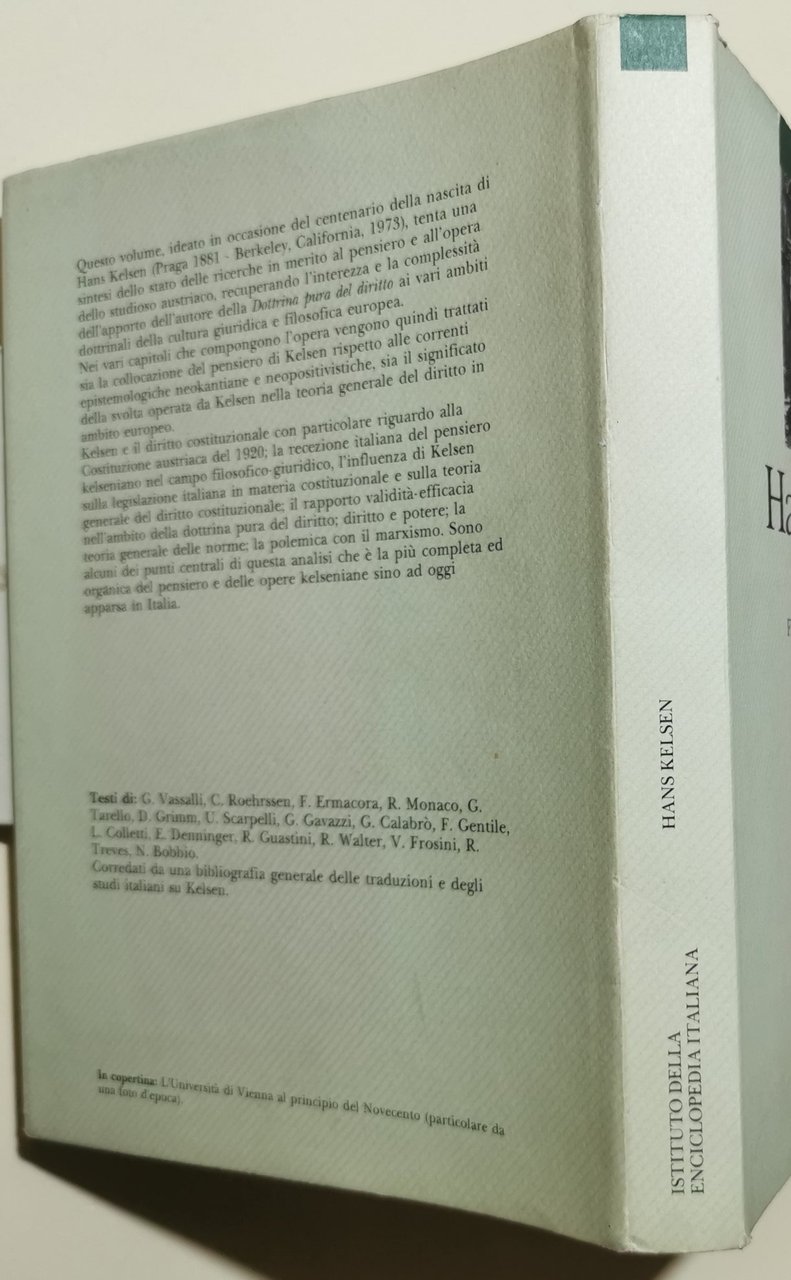 Questo volume, ideato in occasione del centenario della nascita di
Hans Kelsen (Praga 1881 - Berkeley, California, 1973), tenta una
sintesi dello stato delle ricerche in merito al pensiero e all'opera
dello studioso austriaco, recuperando l'interezza e la complessità
dell'apporto dell'autore della Dottrina pura del diritto ai vari ambiti
dottrinali della cultura giuridica e filosofica europea.
Nei vari capitoli che compongono l'opera vengono quindi trattati
sia la collocazione del pensiero di Kelsen rispetto alle correnti
epistemologiche neokantiane e neopositivistiche, sia il significato
della svolta operata da Kelsen nella teoria generale del diritto in
ambito europeo.
Kelsen e il diritto costituzionale con particolare riguardo alla
Costituzione austriaca del 1920; la recezione italiana del pensiero
kelseniano nel campo filosofico-giuridico, l'influenza di Kelsen
sulla legislazione italiana in materia costituzionale e sulla teoria
generale del diritto costituzionale; il rapporto validità-efficacia
nell'ambito della dottrina pura del diritto; diritto e potere; la
teoria generale delle norme; la polemica con il marxismo. Sono
alcuni dei punti centrali di questa analisi che è la più completa ed
organica del pensiero e delle opere kelseniane sino ad oggi
apparsa in Italia.
Testi di: G. Vassalli, C. Roehrssen, F. Ermacora, R. Monaco, G.
Tarello, D. Grimm, U. Scarpelli, G. Gavazzi, G. Calabrò, F. Gentile,
L. Colletti, E. Denninger, R. Guastini, R. Walter, V. Frosini, R.
Treves, N. Bobbio.
Corredati da una bibliografia generale delle traduzioni e degli
studi italiani su Kelsen.
In copertina: L'Università di Vienna al principio del Novecento (particolare da
una foto d'epoca).
HANS KELSEN
ISTITUTO DELLA
ENCICLOPEDIA ITALIANA